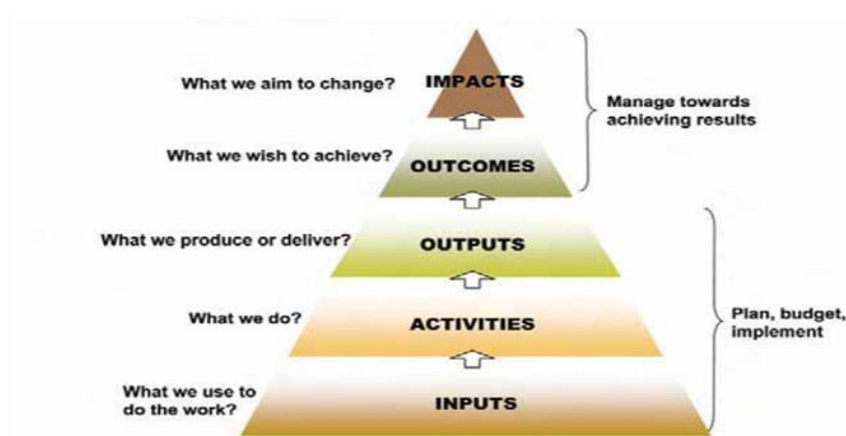 What we aim to change?
IMPACTS
Manage towards
achieving results
What we wish to achieve?
OUTCOMES
What we produce or deliver?
OUTPUTS
What we do?
ACTIVITIES
Plan, budget,
implement
What we use to
do the work?
INPUTS